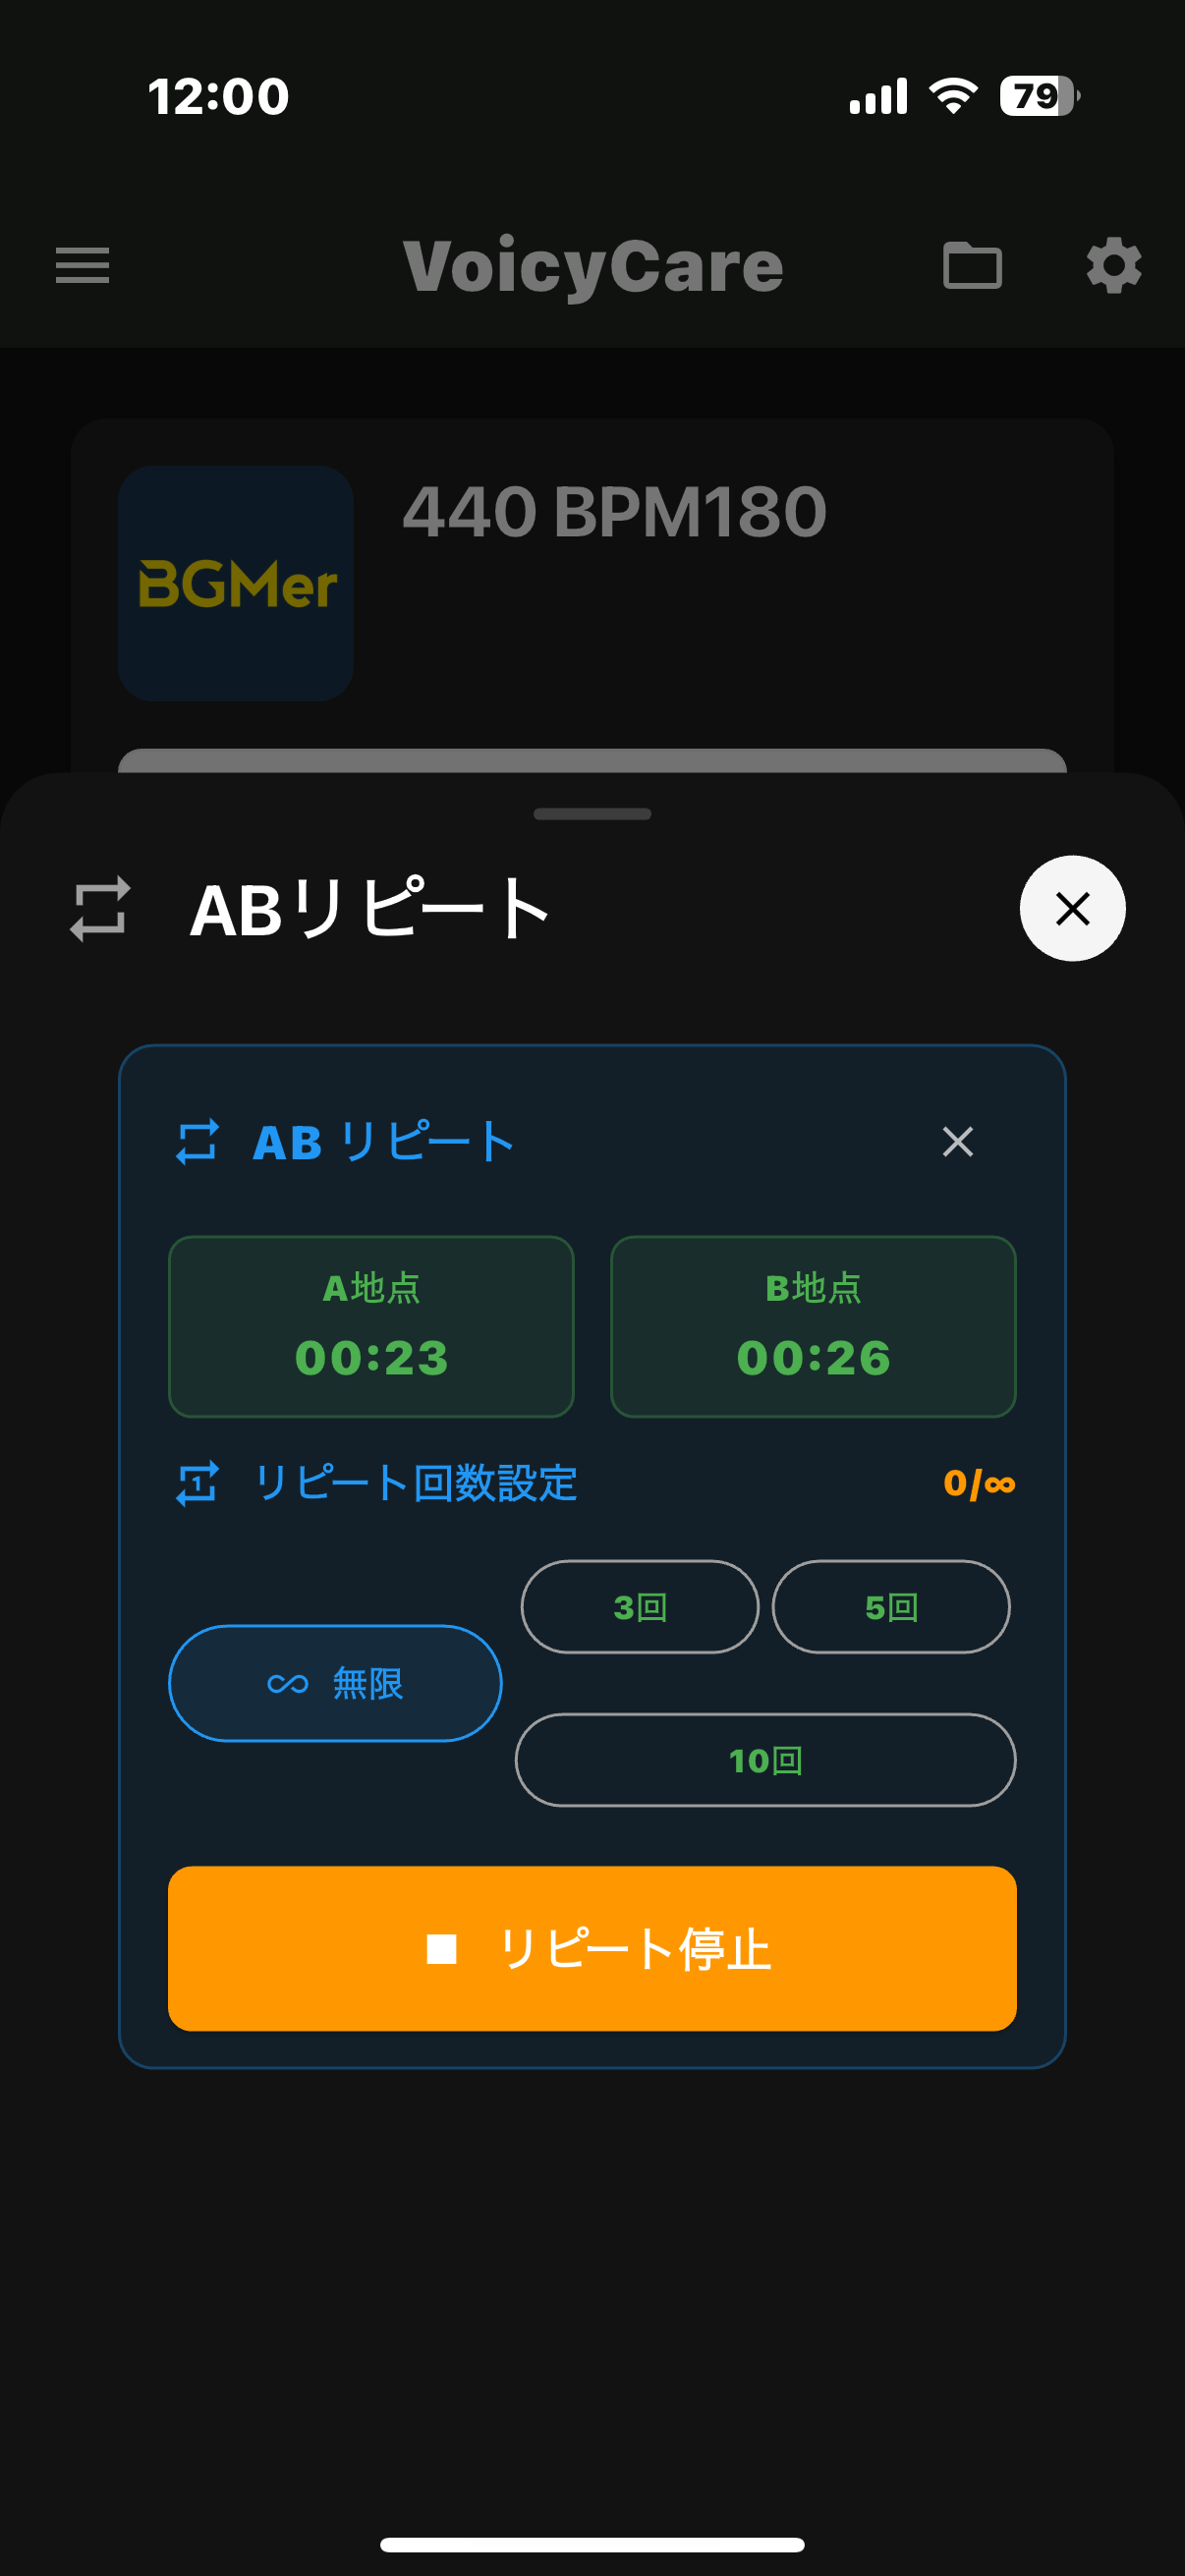 12:00
79
VoicyCare
BGMer
440 BPM180
ABリピート
AB リピート
A地点
00:23
B地点
00:26
リピート回数設定
0/∞
3回
5回
∞ 無限
10回
リピート停止